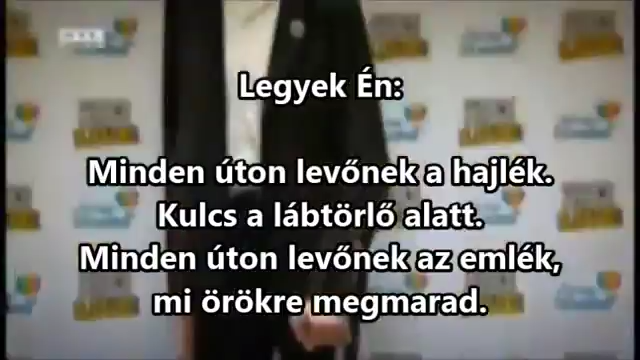 Legyek Én:
Minden úton levőnek a hajlék.
Kulcs a lábtörlő alatt.
Minden úton levőnek az emlék,
mi örökre megmarad.